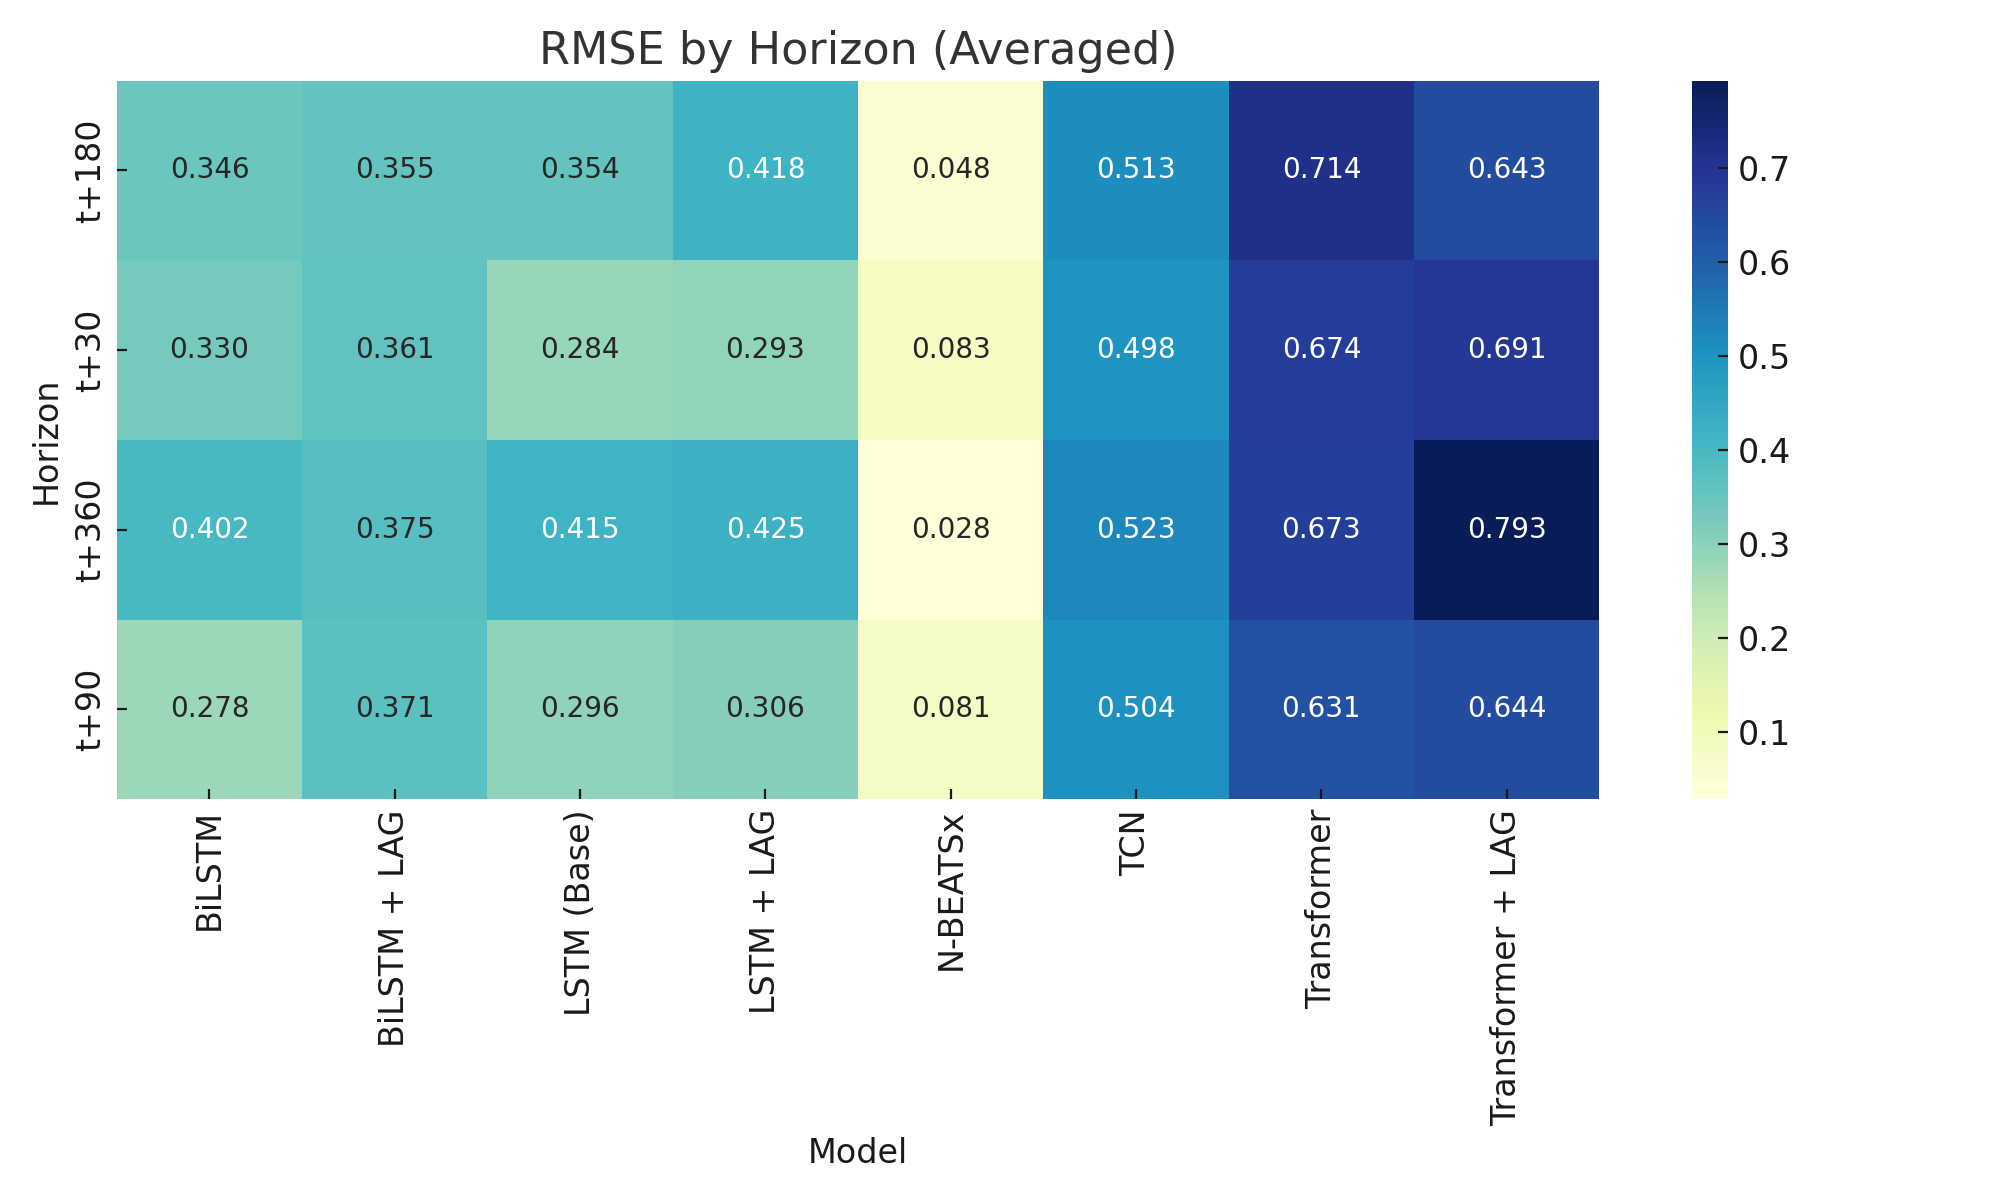 RMSE by Horizon (Averaged)
Horizon
t+180
0.346 0.355 0.354 0.418 0.048 0.513 0.714 0.643
t+30
0.330 0.361 0.284 0.293 0.083 0.498 0.674 0.691
t+360
0.402 0.375 0.415 0.425 0.028 0.523 0.673 0.793
t+90
0.278 0.371 0.296 0.306 0.081 0.504 0.631 0.644
BiLSTM
BiLSTM + LAG
LSTM (Base)
LSTM + LAG
N-BEATSx
TCN
Transformer
Transformer + LAG
Model
0.7
0.6
0.5
0.4
0.3
0.2
0.1